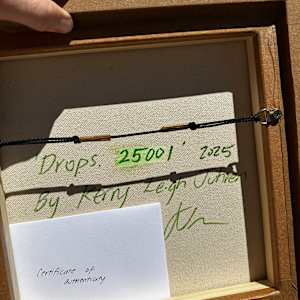 'Drops. 25001' 2025
By Kerry Leigh
Certificate of
Authenticity